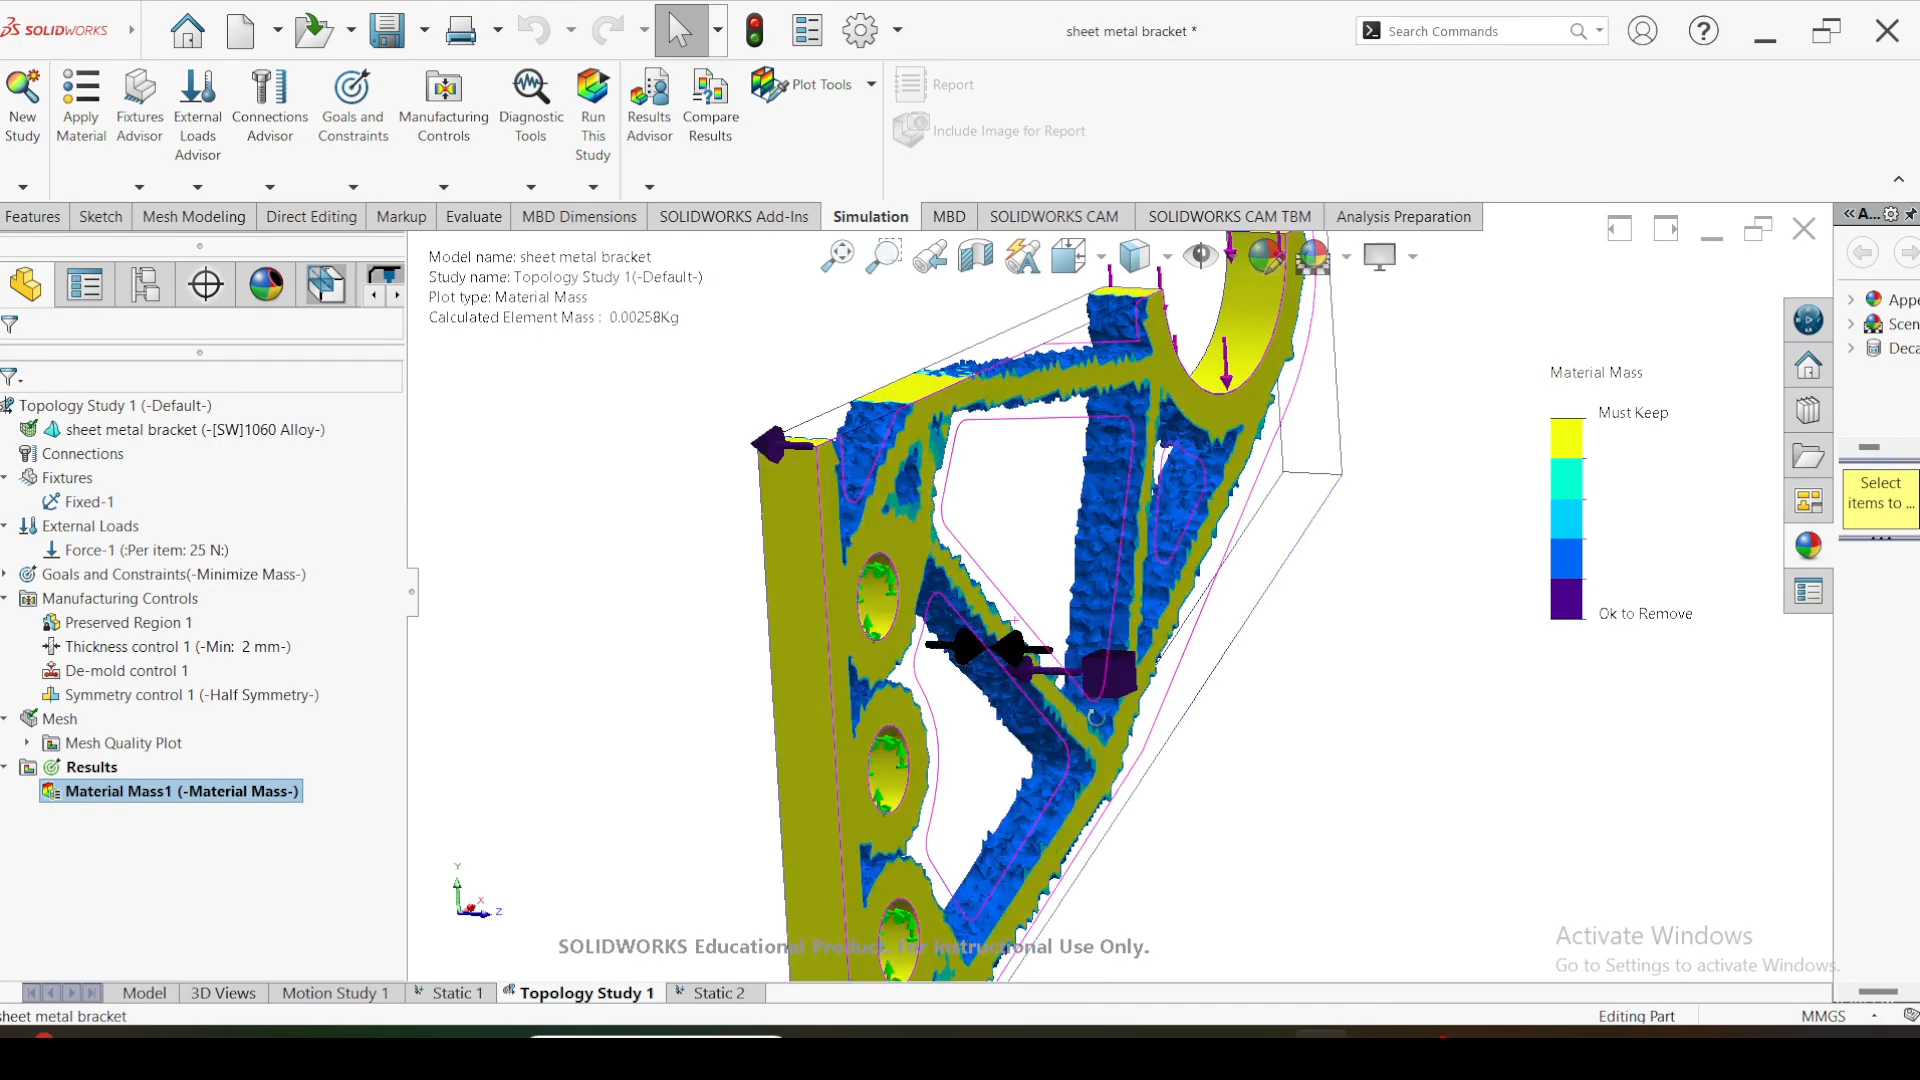 SOLIDWORKS
sheet metal bracket *
Search Commands
New
Study
Apply
Material
Fixtures
Advisor
External
Loads
Advisor
Connections
Advisor
Goals and
Constraints
Manufacturing
Controls
Diagnostic
Tools
Run
This
Study
Results
Advisor
Compare
Results
Plot Tools
Report
Include Image for Report
Features
Sketch
Mesh Modeling
Direct Editing
Markup
Evaluate
MBD Dimensions
SOLIDWORKS Add-Ins
Simulation
MBD
SOLIDWORKS CAM
SOLIDWORKS CAM TBM
Analysis Preparation
A...
Model name: sheet metal bracket
Study name: Topology Study 1(-Default-)
Plot type: Material Mass
Calculated Element Mass : 0.00258Kg
Topology Study 1 (-Default-)
sheet metal bracket (-[SW]1060 Alloy-)
Connections
Fixtures
Fixed-1
External Loads
Force-1 (:Per item: 25 N:)
Goals and Constraints(-Minimize Mass-)
Manufacturing Controls
Preserved Region 1
Thickness control 1 (-Min: 2 mm-)
De-mold control 1
Symmetry control 1 (-Half Symmetry-)
Mesh
Mesh Quality Plot
Results
Material Mass1 (-Material Mass-)
Material Mass
Must Keep
Ok to Remove
Appe
Scen
Deca
Select
items to ...
Y
X
Z
SOLIDWORKS Educational Product. For Instructional Use Only.
Activate Windows
Go to Settings to activate Windows.
Model
3D Views
Motion Study 1
Static 1
Topology Study 1
Static 2
sheet metal bracket
Editing Part
MMGS